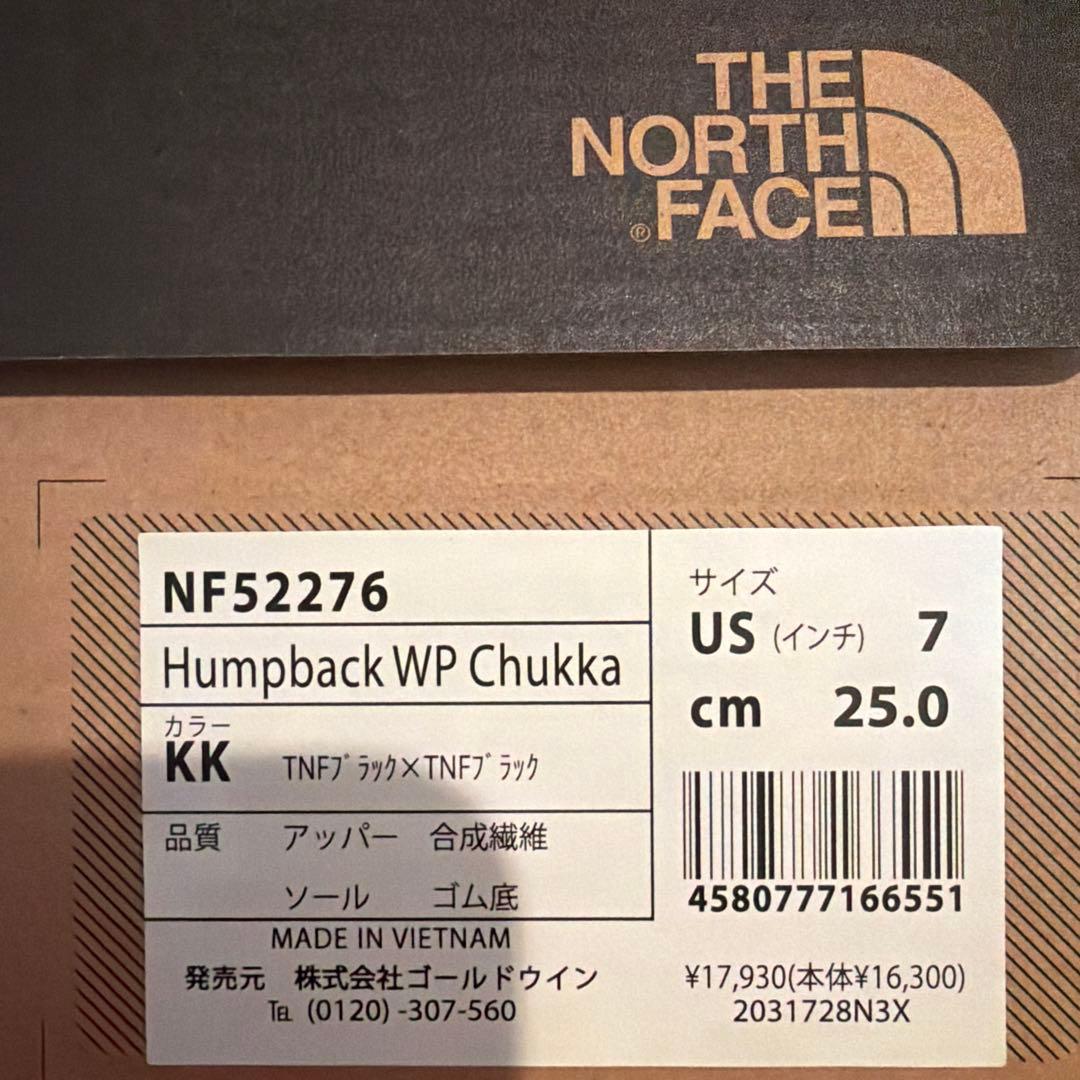 THE
NORTH
FACE
®
NF52276
Humpback WP Chukka
カラー
KK TNFﾌﾞﾗｯｸ×TNFﾌﾞﾗｯｸ
品質 アッパー 合成繊維
ソール ゴム底
サイズ
US (インチ) 7
cm 25.0
4580777166551
MADE IN VIETNAM
発売元 株式会社ゴールドウイン
℡ (0120) -307-560
¥17,930(本体¥16,300)
2031728N3X